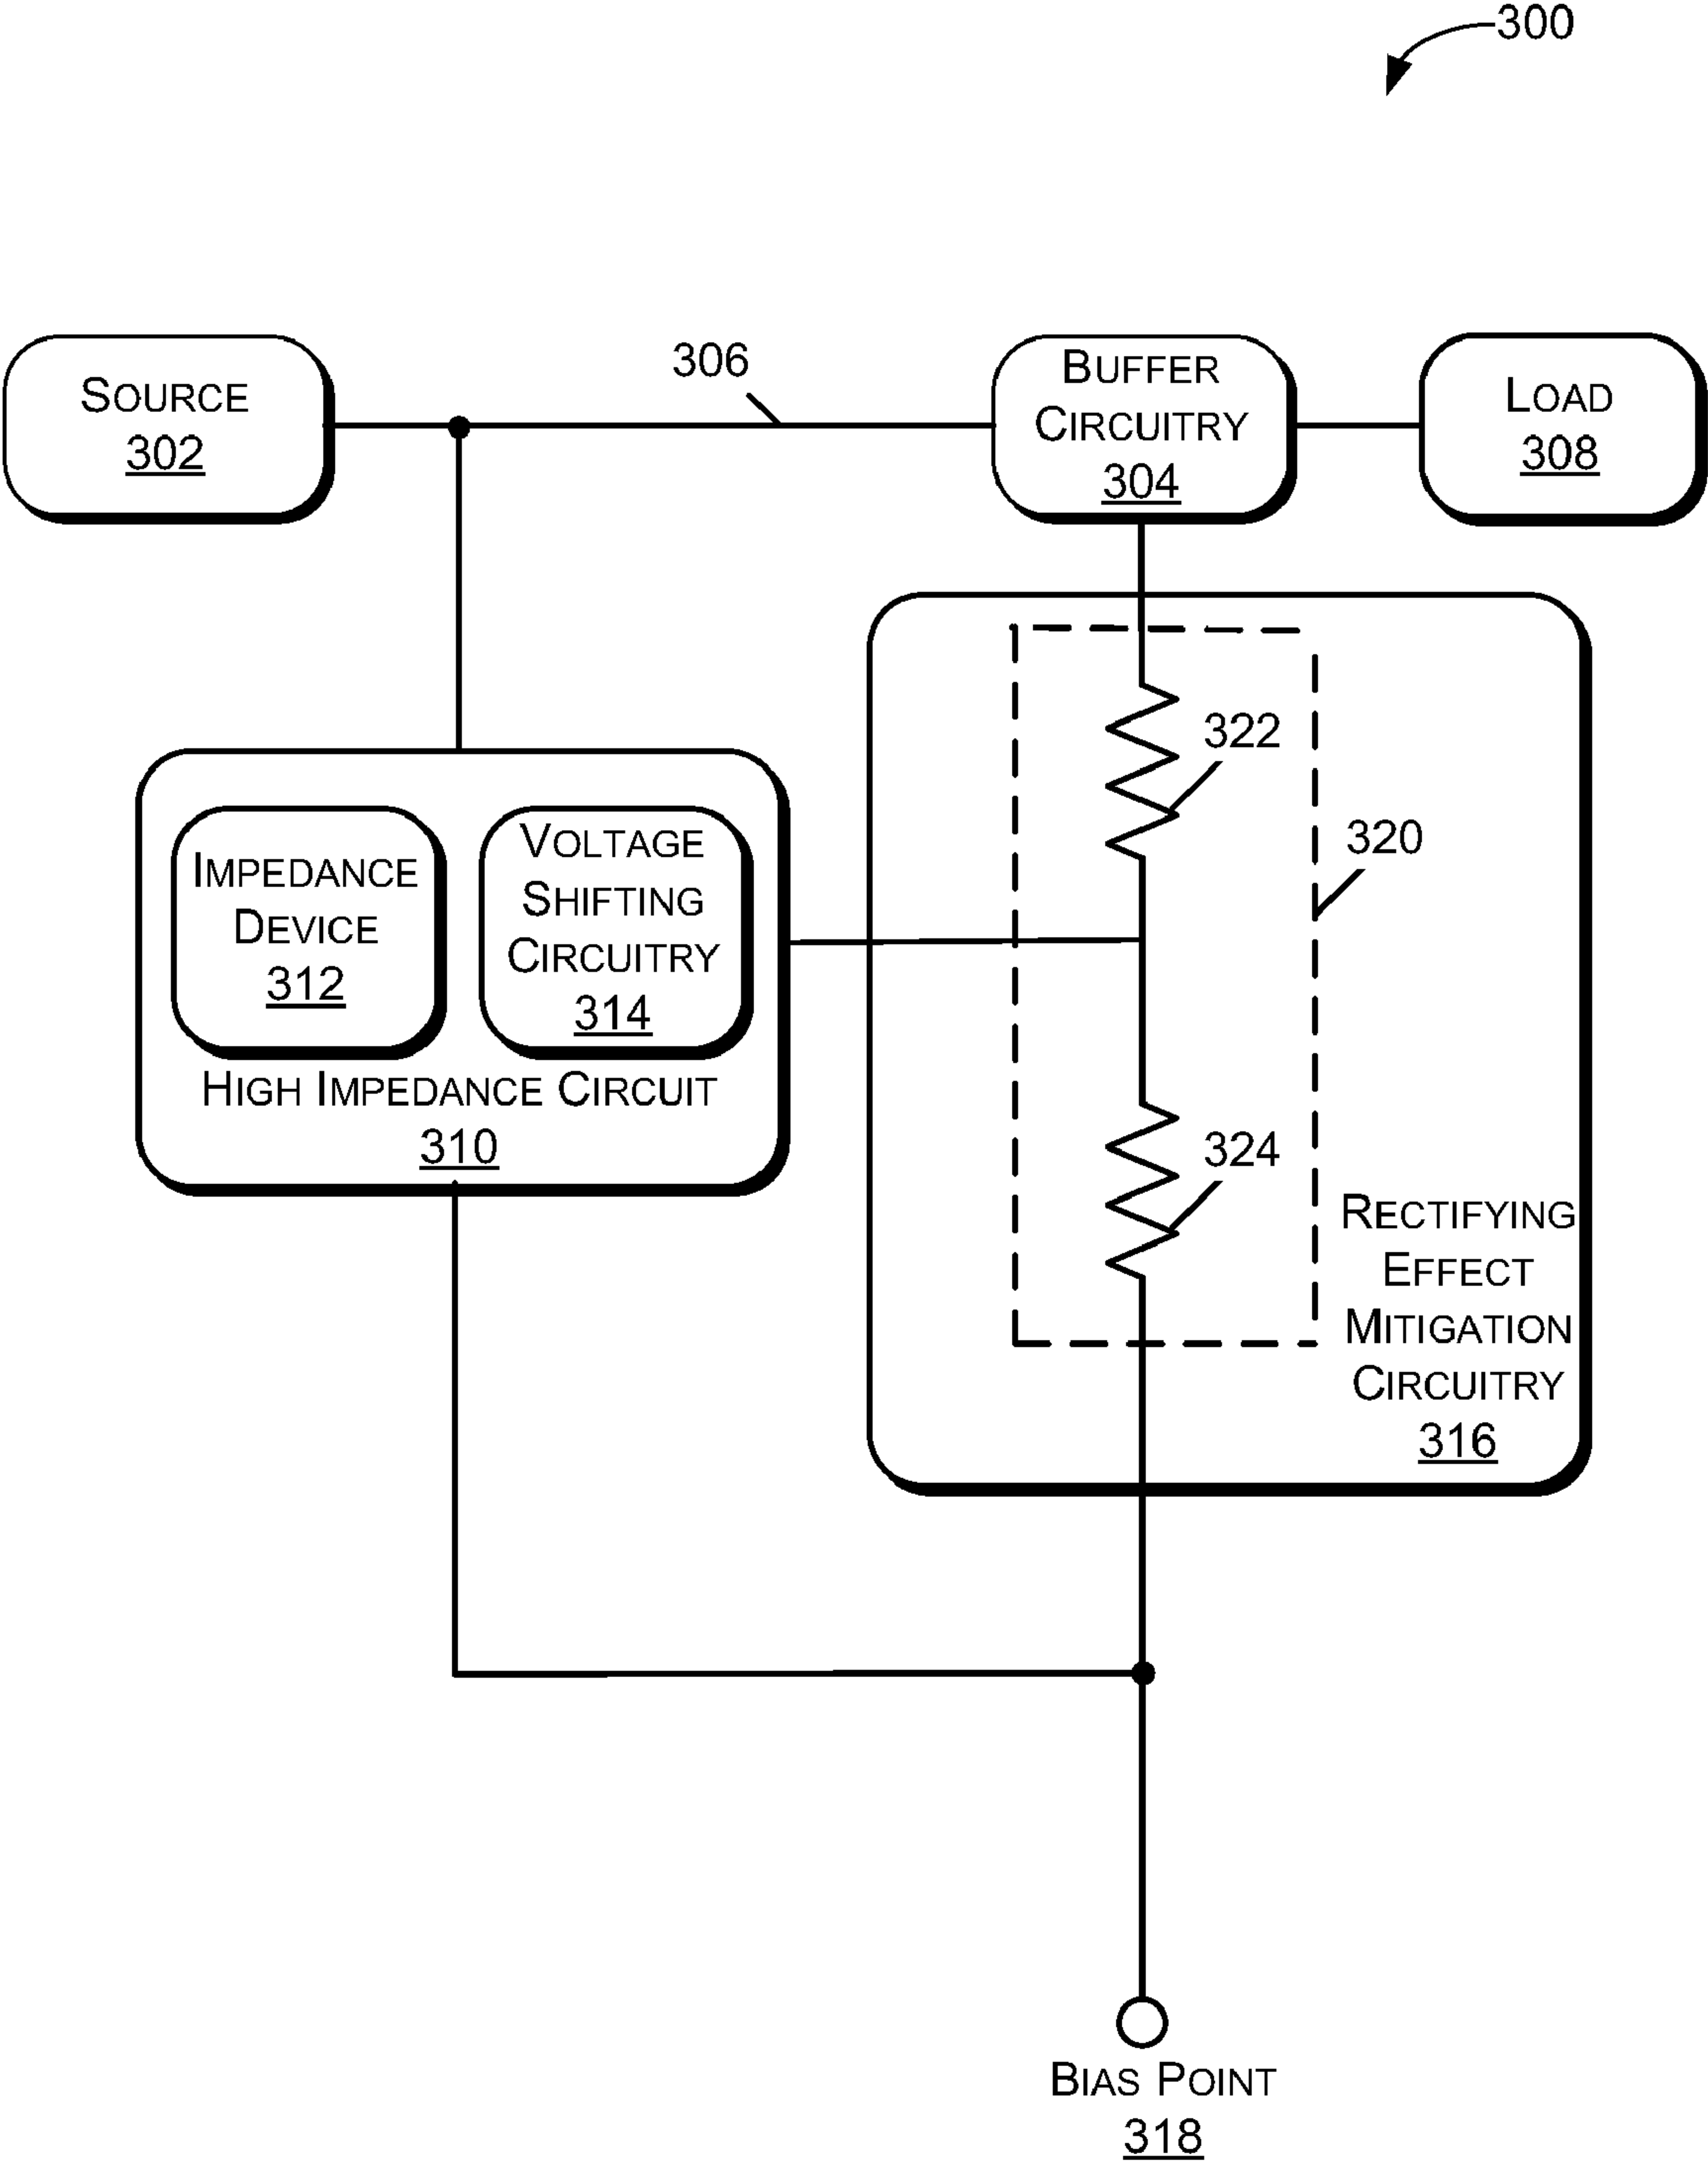 300
SOURCE
302
306
BUFFER
CIRCUITRY
304
LOAD
308
322
320
IMPEDANCE
DEVICE
312
VOLTAGE
SHIFTING
CIRCUITRY
314
HIGH IMPEDANCE CIRCUIT
310
324
RECTIFYING
EFFECT
MITIGATION
CIRCUITRY
316
BIAS POINT
318